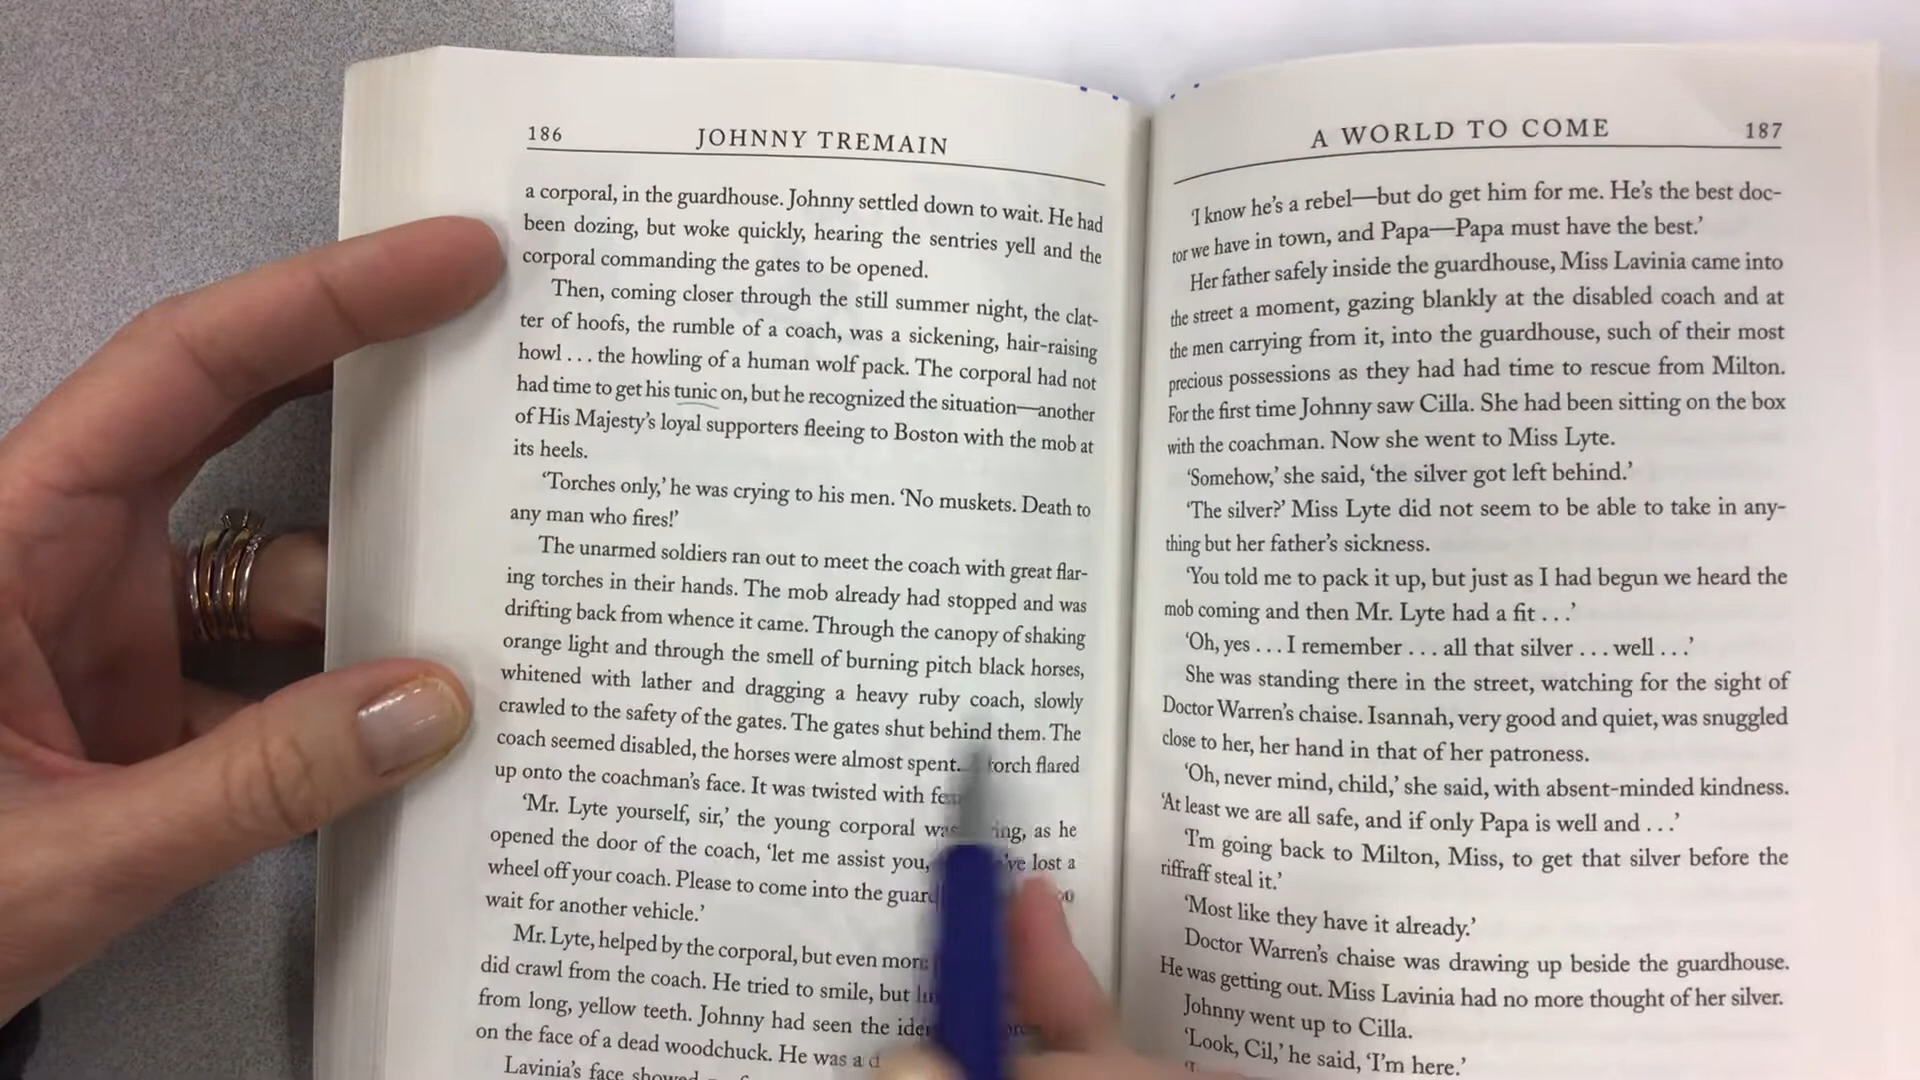 186
JOHNNY TREMAIN
a corporal, in the guardhouse. Johnny settled down to wait. He had
been dozing, but woke quickly, hearing the sentries yell and the
corporal commanding the gates to be opened.
Then, coming closer through the still summer night, the clat-
ter of hoofs, the rumble of a coach, was a sickening, hair-raising
howl . . . the howling of a human wolf pack. The corporal had not
had time to get his tunic on, but he recognized the situation—another
of His Majesty's loyal supporters fleeing to Boston with the mob at
its heels.
'Torches only,' he was crying to his men. 'No muskets. Death to
any man who fires!'
The unarmed soldiers ran out to meet the coach with great flar-
ing torches in their hands. The mob already had stopped and was
drifting back from whence it came. Through the canopy of shaking
orange light and through the smell of burning pitch black horses,
whitened with lather and dragging a heavy ruby coach, slowly
crawled to the safety of the gates. The gates shut behind them. The
coach seemed disabled, the horses were almost spent. torch flared
up onto the coachman's face. It was twisted with
'Mr. Lyte yourself, sir,' the young corporal as he
opened the door of the coach, 'let me assist you, lost a
wheel off your coach. Please to come into the
wait for another vehicle.'
Mr. Lyte, helped by the corporal, but even more
did crawl from the coach. He tried to smile, but
from long, yellow teeth. Johnny had seen the
on the face of a dead woodchuck. He was a
Lavinia's face showed
A WORLD TO COME
187
'I know he's a rebel—but do get him for me. He's the best doc-
tor we have in town, and Papa—Papa must have the best.'
Her father safely inside the guardhouse, Miss Lavinia came into
the street a moment, gazing blankly at the disabled coach and at
the men carrying from it, into the guardhouse, such of their most
precious possessions as they had had time to rescue from Milton.
For the first time Johnny saw Cilla. She had been sitting on the box
with the coachman. Now she went to Miss Lyte.
'Somehow,' she said, 'the silver got left behind.'
'The silver?' Miss Lyte did not seem to be able to take in any-
thing but her father's sickness.
'You told me to pack it up, but just as I had begun we heard the
mob coming and then Mr. Lyte had a fit . . .'
'Oh, yes . . . I remember . . . all that silver . . . well . . .'
She was standing there in the street, watching for the sight of
Doctor Warren's chaise. Isannah, very good and quiet, was snuggled
close to her, her hand in that of her patroness.
'Oh, never mind, child,' she said, with absent-minded kindness.
'At least we are all safe, and if only Papa is well and . . .'
'I'm going back to Milton, Miss, to get that silver before the
riffraff steal it.'
'Most like they have it already.'
Doctor Warren's chaise was drawing up beside the guardhouse.
He was getting out. Miss Lavinia had no more thought of her silver.
Johnny went up to Cilla.
'Look, Cil,' he said, 'I'm here.'